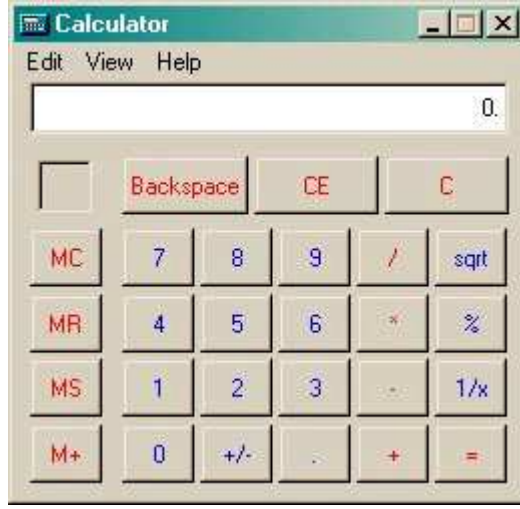 Calculator
Edit View Help
0.
Backspace CE C
MC 7 8 9 / sqrt
MR 4 5 6 * %
MS 1 2 3 - 1/x
M+ 0 +/- . + =